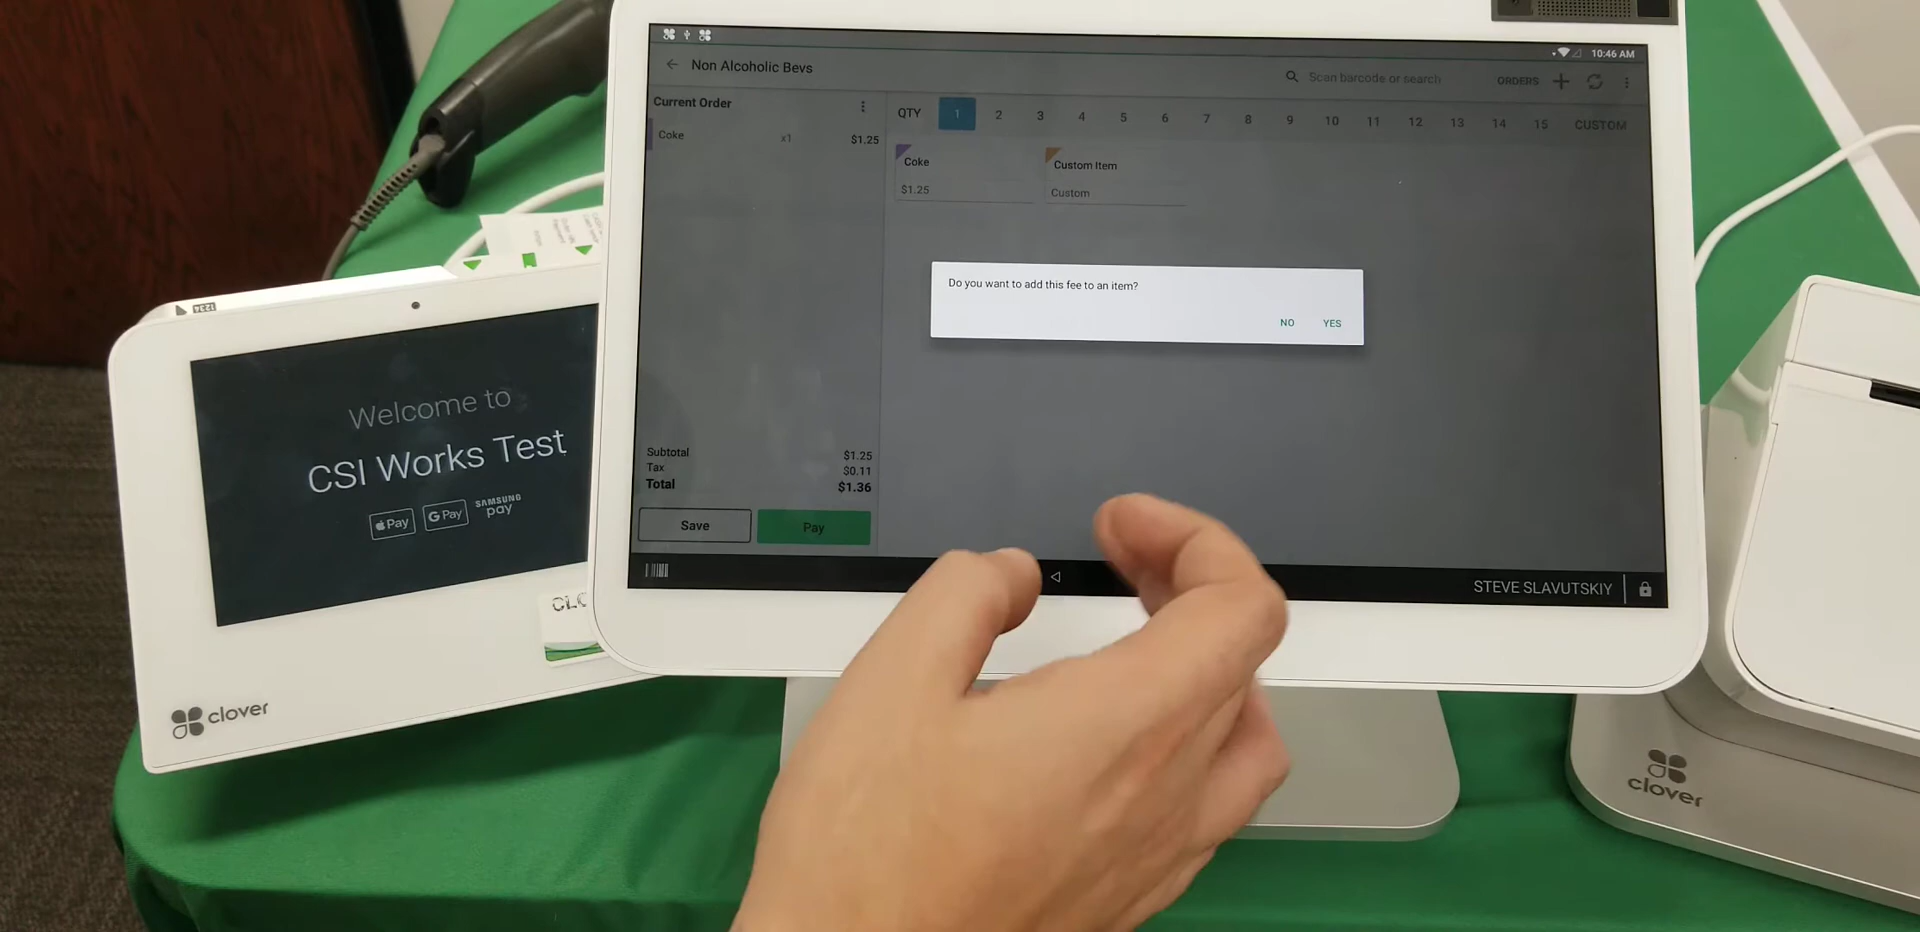 10:46 AM
Non Alcoholic Bevs
Scan barcode or search
ORDERS
Current Order
QTY 1 2 3 4 5 6 7 8 9 10 11 12 13 14 15 CUSTOM
Coke x1 $1.25
Coke
$1.25
Custom Item
Custom
Do you want to add this fee to an item?
NO YES
Subtotal $1.25
Tax $0.11
Total $1.36
Save Pay
STEVE SLAVUTSKIY
1234
Welcome to
CSI Works Test
Pay G Pay SAMSUNG pay
CLO
clover
clover